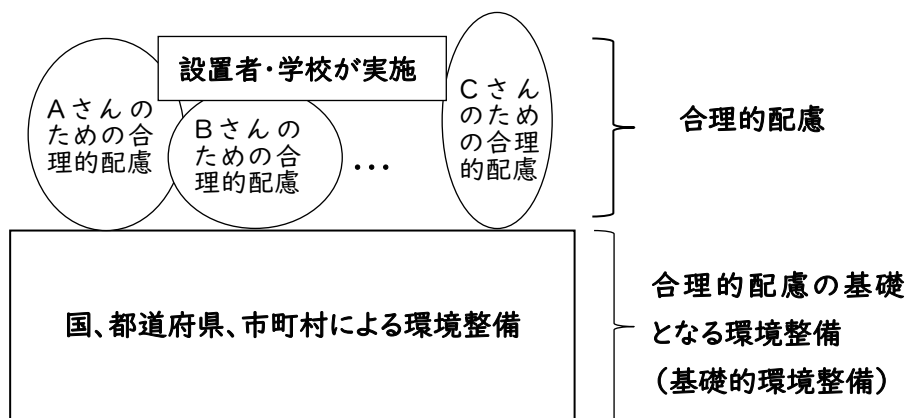 設置者・学校が実施
Aさんの
ための合
理的配慮
Bさんの
ための合
理的配慮
…
Cさん
のため
の合理
的配慮
合理的配慮
国、都道府県、市町村による環境整備
合理的配慮の基礎
となる環境整備
（基礎的環境整備）